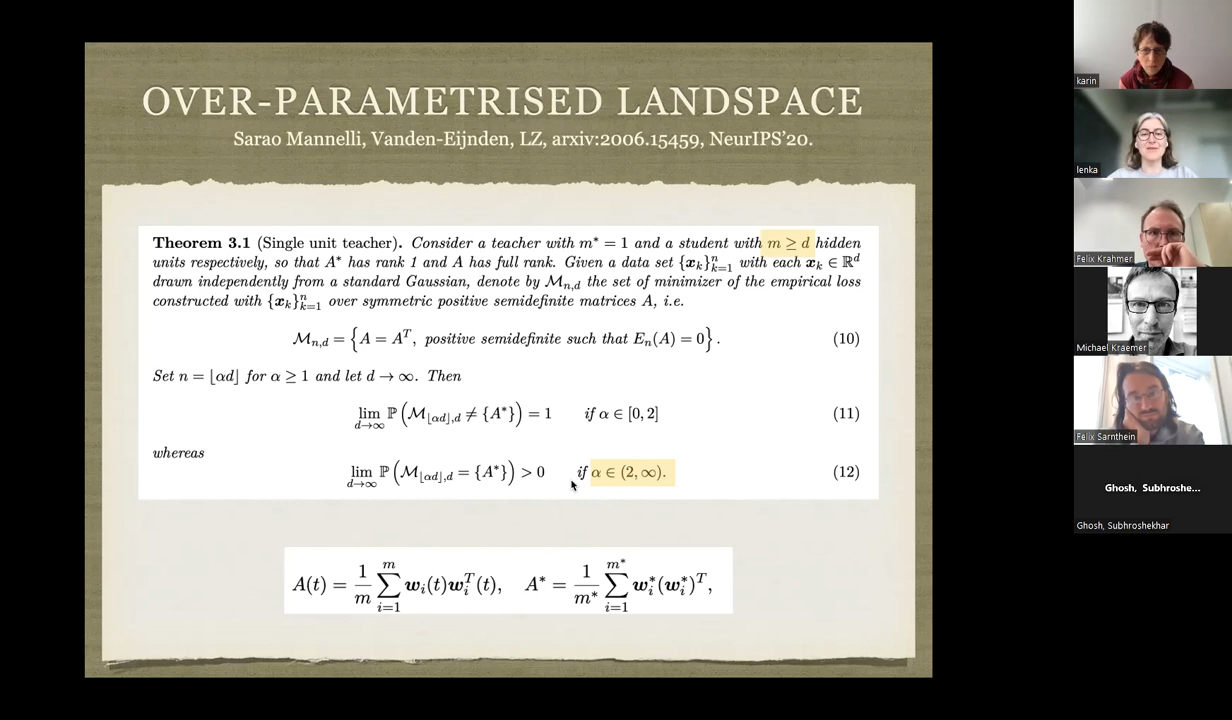 OVER-PARAMETRISED LANDSPACE
Sarao Mannelli, Vanden-Eijnden, LZ, arxiv:2006.15459, NeurIPS'20.
Theorem 3.1 (Single unit teacher). Consider a teacher with m* = 1 and a student with m ≥ d hidden
units respectively, so that A* has rank 1 and A has full rank. Given a data set {x_k}_{k=1}^n with each x_k ∈ ℝ^d
drawn independently from a standard Gaussian, denote by M_{n,d} the set of minimizer of the empirical loss
constructed with {x_k}_{k=1}^n over symmetric positive semidefinite matrices A, i.e.
M_{n,d} = {A = A^T, positive semidefinite such that E_n(A) = 0}. (10)
Set n = ⌊αd⌋ for α ≥ 1 and let d → ∞. Then
lim_{d→∞} ℙ(M_{⌊αd⌋,d} ≠ {A*}) = 1 if α ∈ [0, 2] (11)
whereas
lim_{d→∞} ℙ(M_{⌊αd⌋,d} = {A*}) > 0 if α ∈ (2, ∞). (12)
A(t) = 1/m ∑_{i=1}^m w_i(t)w_i^T(t), A* = 1/m* ∑_{i=1}^{m*} w_i*(w_i*)^T,
karin
lenka
Felix Krahmer
Michael Kraemer
Felix Sarnthein
Ghosh, Subhroshe...
Ghosh, Subhroshekhar